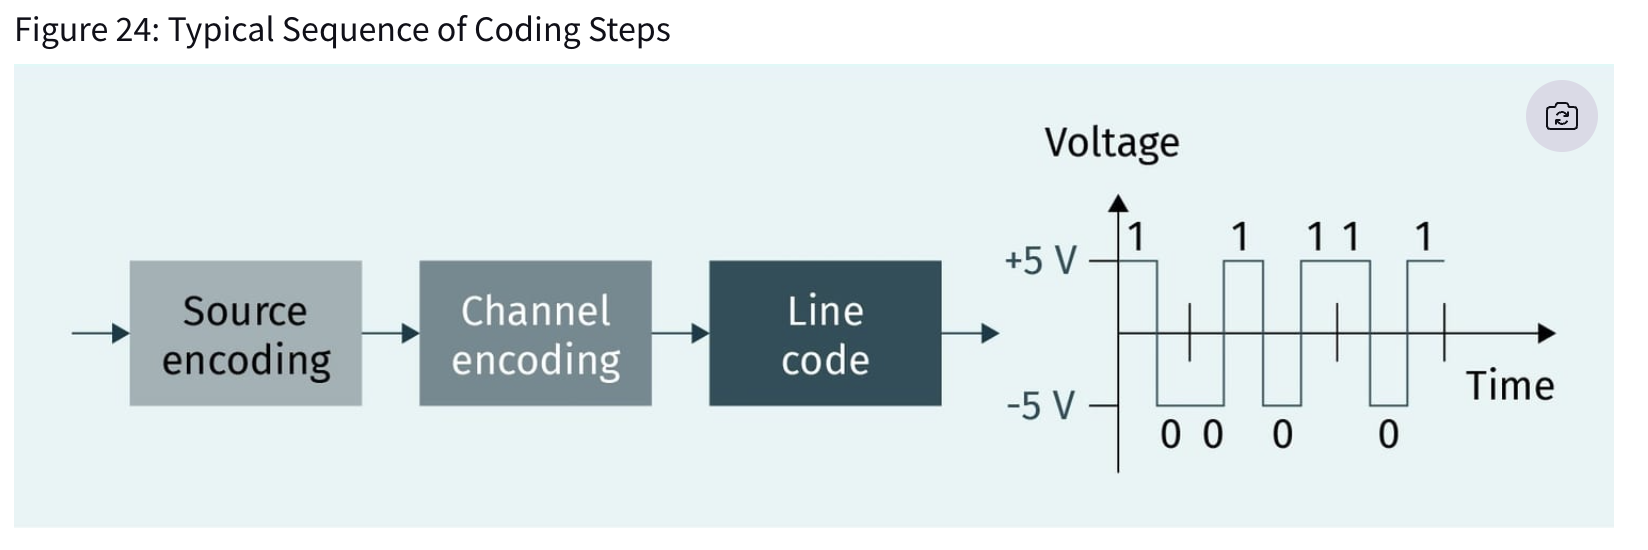 Figure 24: Typical Sequence of Coding Steps
Source
encoding
Channel
encoding
Line
code
Voltage
1 1 1 1 1
+5 V
-5 V
Time
0 0 0 0